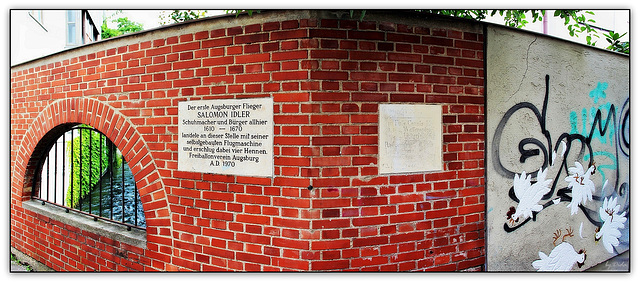 Der erste Augsburger Flieger
SALOMON IDLER
Schuhmacher und Bürger allhier
1610 — 1670
landete an dieser Stelle mit seiner
selbstgebauten Flugmaschine
und erschlug dabei vier Hennen.
Freiballonverein Augsburg
A.D. 1970